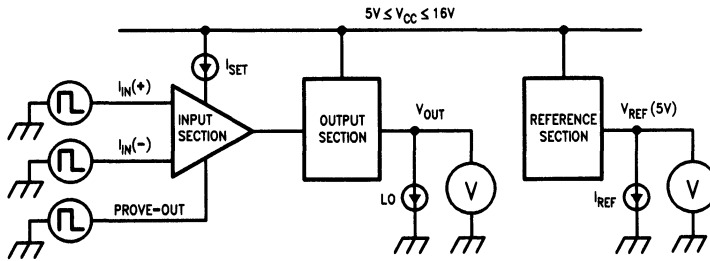 5V ≤ VCC ≤ 16V
ISET
IIN(+)
INPUT
SECTION
OUTPUT
SECTION
VOUT
REFERENCE
SECTION
VREF (5V)
IIN(-)
LO
V
IREF
V
PROVE-OUT